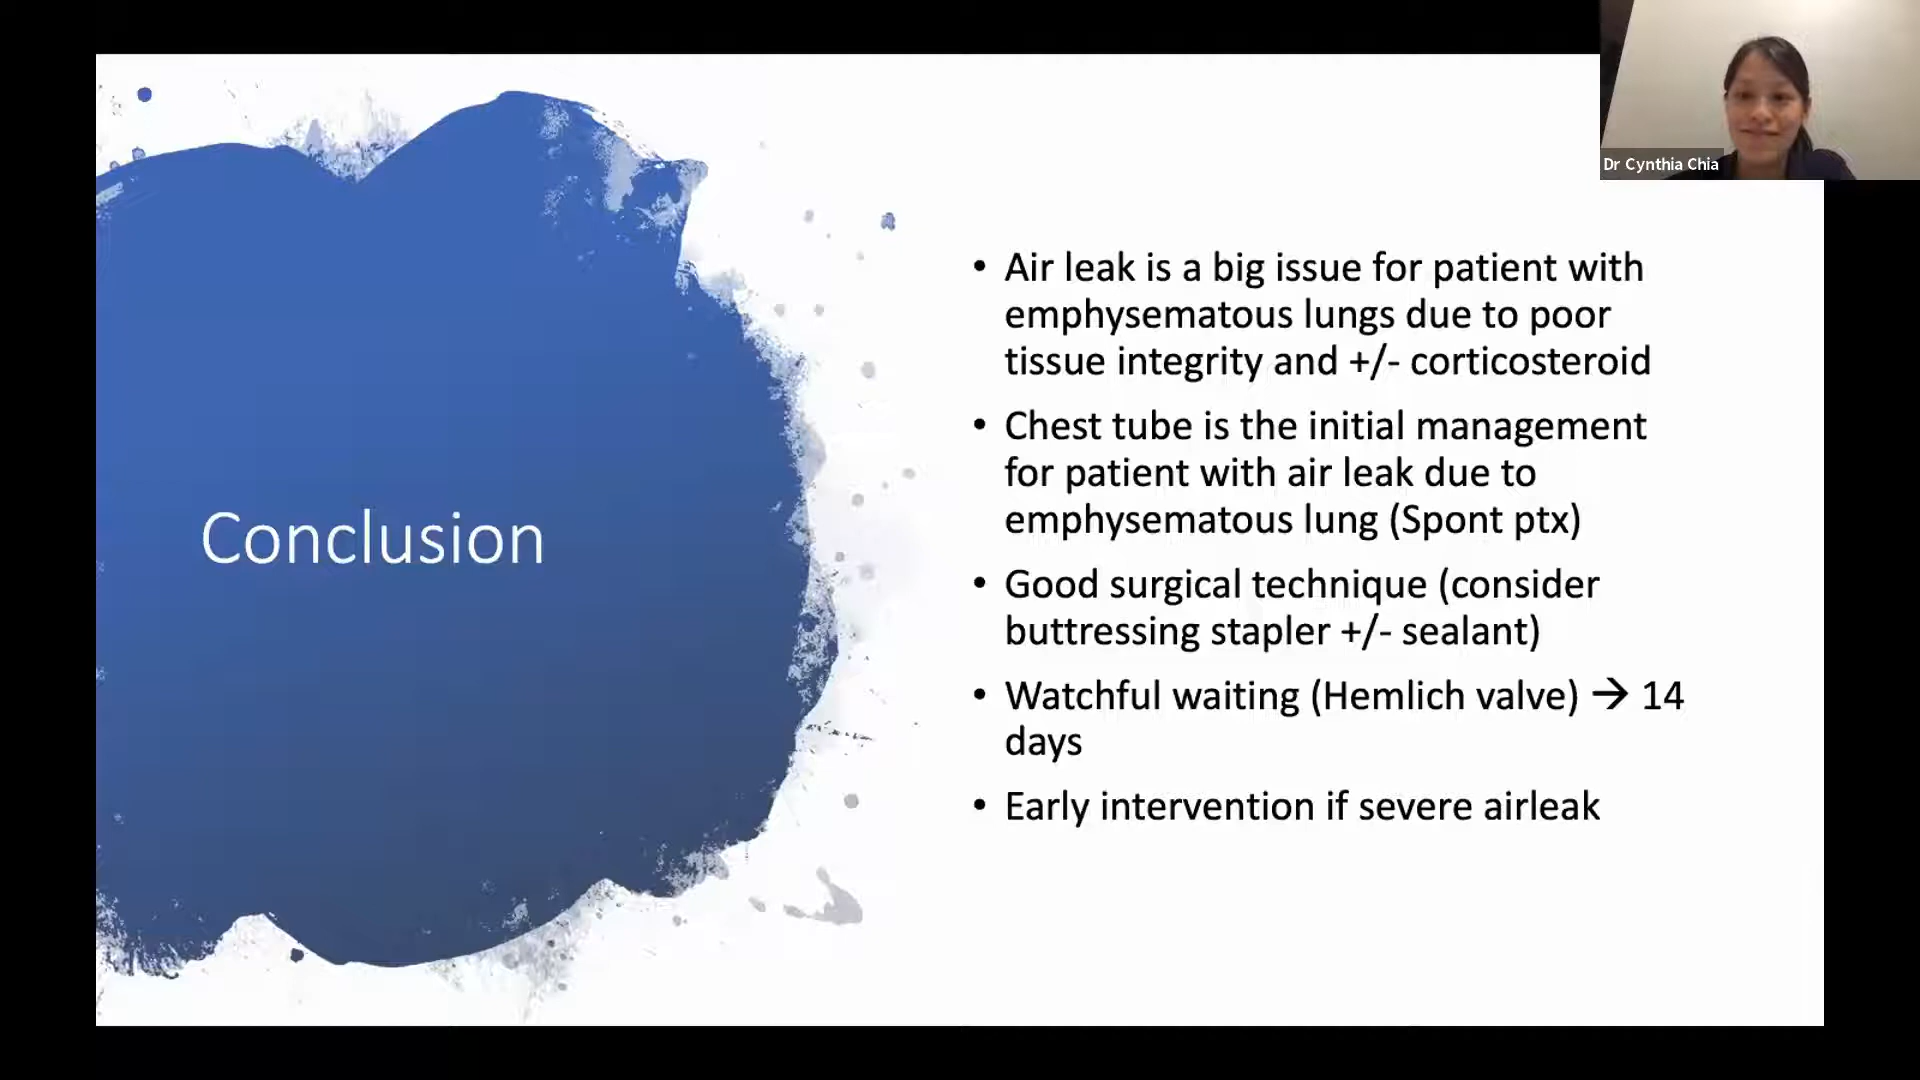 Dr Cynthia Chia
Conclusion
• Air leak is a big issue for patient with
emphysematous lungs due to poor
tissue integrity and +/- corticosteroid
• Chest tube is the initial management
for patient with air leak due to
emphysematous lung (Spont ptx)
• Good surgical technique (consider
buttressing stapler +/- sealant)
• Watchful waiting (Hemlich valve) → 14
days
• Early intervention if severe airleak